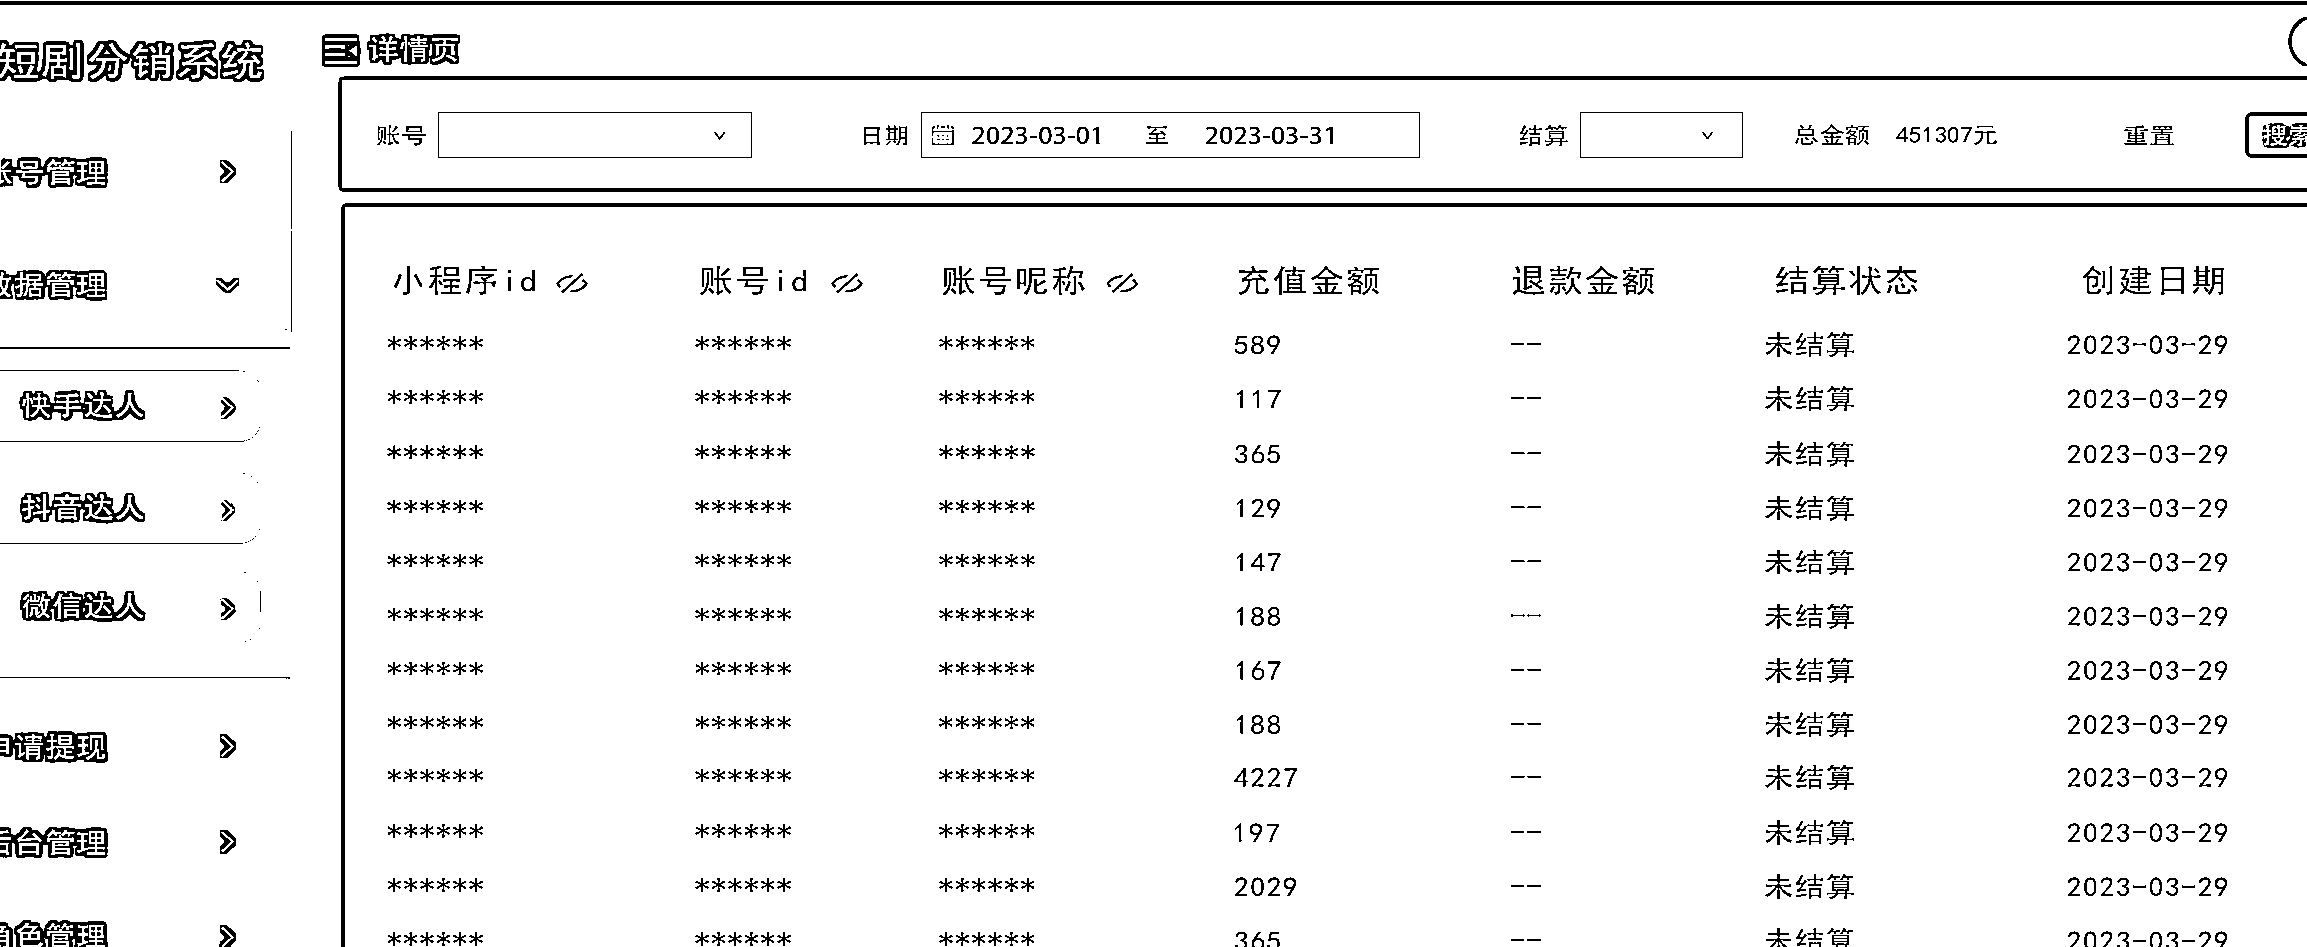 短剧分销系统
详情页
账号 日期 2023-03-01 至 2023-03-31 结算 总金额 451307元 重置 搜索
账号管理
数据管理
快手达人
抖音达人
微信达人
申请提现
后台管理
角色管理
小程序id 账号id 账号昵称 充值金额 退款金额 结算状态 创建日期
****** ****** ****** 589 -- 未结算 2023-03-29
****** ****** ****** 117 -- 未结算 2023-03-29
****** ****** ****** 365 -- 未结算 2023-03-29
****** ****** ****** 129 -- 未结算 2023-03-29
****** ****** ****** 147 -- 未结算 2023-03-29
****** ****** ****** 188 -- 未结算 2023-03-29
****** ****** ****** 167 -- 未结算 2023-03-29
****** ****** ****** 188 -- 未结算 2023-03-29
****** ****** ****** 4227 -- 未结算 2023-03-29
****** ****** ****** 197 -- 未结算 2023-03-29
****** ****** ****** 2029 -- 未结算 2023-03-29
****** ****** ****** 365 -- 未结算 2023-03-29